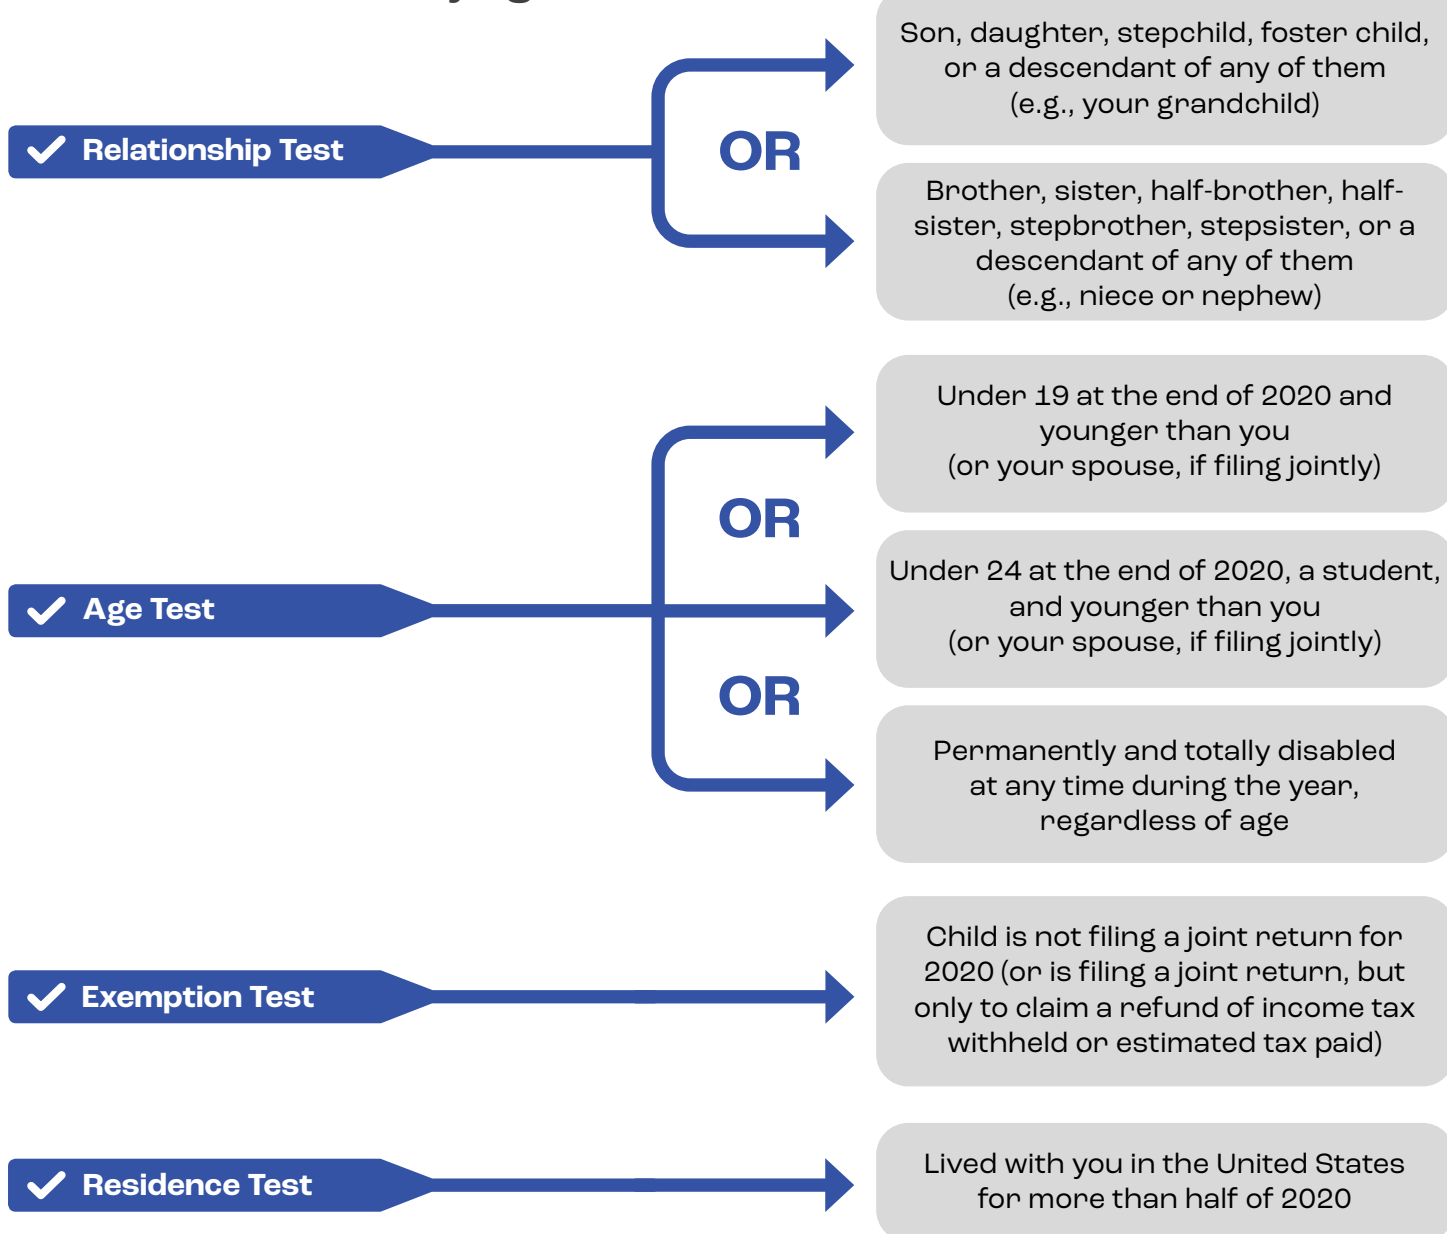 Relationship Test
OR
Son, daughter, stepchild, foster child,
or a descendant of any of them
(e.g., your grandchild)
Brother, sister, half-brother, half-
sister, stepbrother, stepsister, or a
descendant of any of them
(e.g., niece or nephew)
Age Test
OR
OR
Under 19 at the end of 2020 and
younger than you
(or your spouse, if filing jointly)
Under 24 at the end of 2020, a student,
and younger than you
(or your spouse, if filing jointly)
Permanently and totally disabled
at any time during the year,
regardless of age
Exemption Test
Child is not filing a joint return for
2020 (or is filing a joint return, but
only to claim a refund of income tax
withheld or estimated tax paid)
Residence Test
Lived with you in the United States
for more than half of 2020